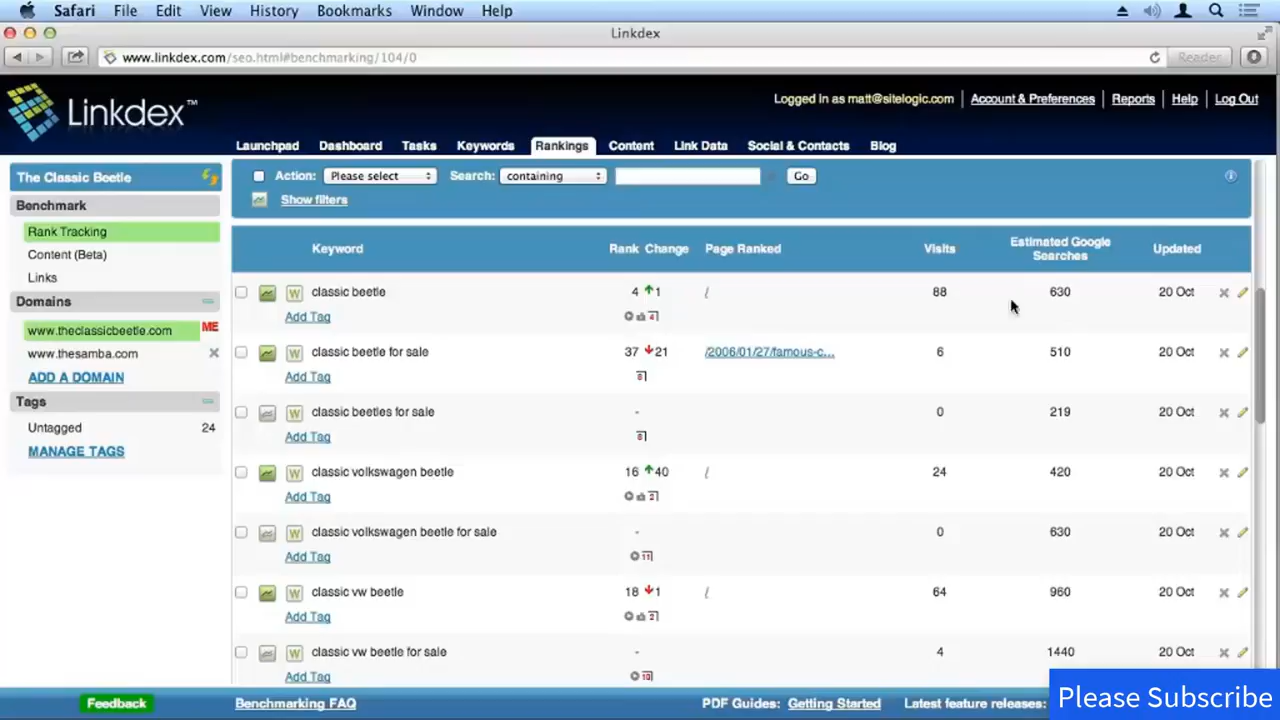 Safari File Edit View History Bookmarks Window Help
Linkdex
www.linkdex.com/seo.html#benchmarking/104/0
Reader
Linkdex™
Logged in as matt@sitelogic.com Account & Preferences Reports Help Log Out
Launchpad Dashboard Tasks Keywords Rankings Content Link Data Social & Contacts Blog
The Classic Beetle
Benchmark
Rank Tracking
Content (Beta)
Links
Domains
www.theclassicbeetle.com ME
www.thesamba.com
ADD A DOMAIN
Tags
Untagged 24
MANAGE TAGS
Action: Please select Search: containing Go
Show filters
Keyword Rank Change Page Ranked Visits Estimated Google Searches Updated
W classic beetle 4 1 / 88 630 20 Oct
Add Tag 4
W classic beetle for sale 37 21 /2006/01/27/famous-c... 6 510 20 Oct
Add Tag 8
W classic beetles for sale - 0 219 20 Oct
Add Tag 8
W classic volkswagen beetle 16 40 / 24 420 20 Oct
Add Tag 2
W classic volkswagen beetle for sale - 0 630 20 Oct
Add Tag 11
W classic vw beetle 18 1 / 64 960 20 Oct
Add Tag 2
W classic vw beetle for sale - 4 1440 20 Oct
Add Tag 10
Feedback Benchmarking FAQ PDF Guides: Getting Started Latest feature releases:
Please Subscribe